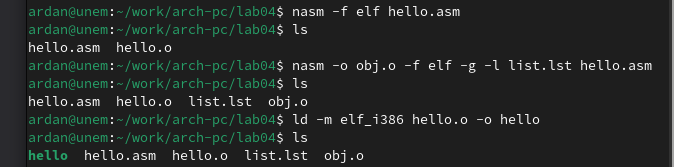 ardan@unem:~/work/arch-pc/lab04$ nasm -f elf hello.asm
ardan@unem:~/work/arch-pc/lab04$ ls
hello.asm  hello.o
ardan@unem:~/work/arch-pc/lab04$ nasm -o obj.o -f elf -g -l list.lst hello.asm
ardan@unem:~/work/arch-pc/lab04$ ls
hello.asm  hello.o  list.lst  obj.o
ardan@unem:~/work/arch-pc/lab04$ ld -m elf_i386 hello.o -o hello
ardan@unem:~/work/arch-pc/lab04$ ls
hello  hello.asm  hello.o  list.lst  obj.o